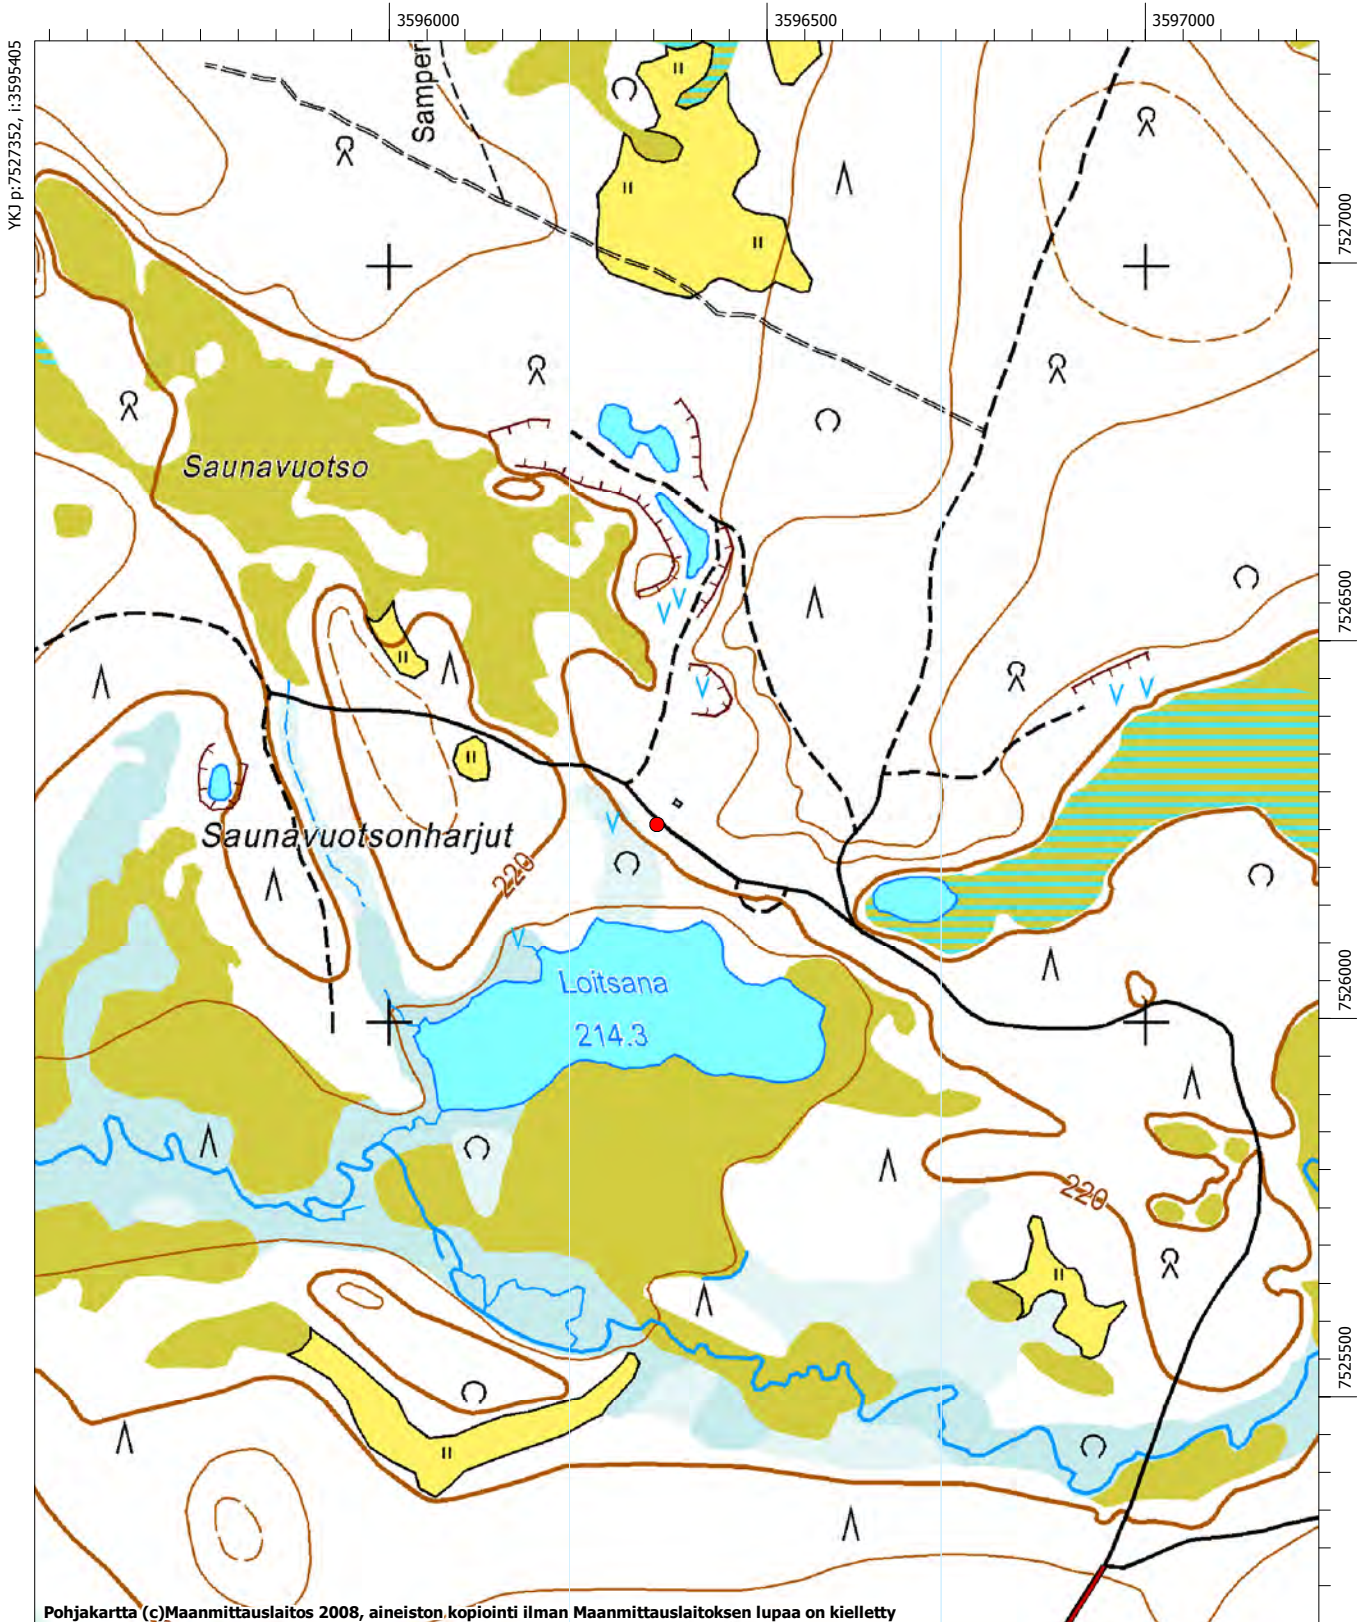 3596000
3596500
3597000
YKJ p:7527352, i:3595405
Samper
7527000
Saunavuotso
7526500
Saunavuotsonharjut
220
Loitsana
214.3
7526000
220
7525500
Pohjakartta (c)Maanmittauslaitos 2008, aineiston kopiointi ilman Maanmittauslaitoksen lupaa on kielletty